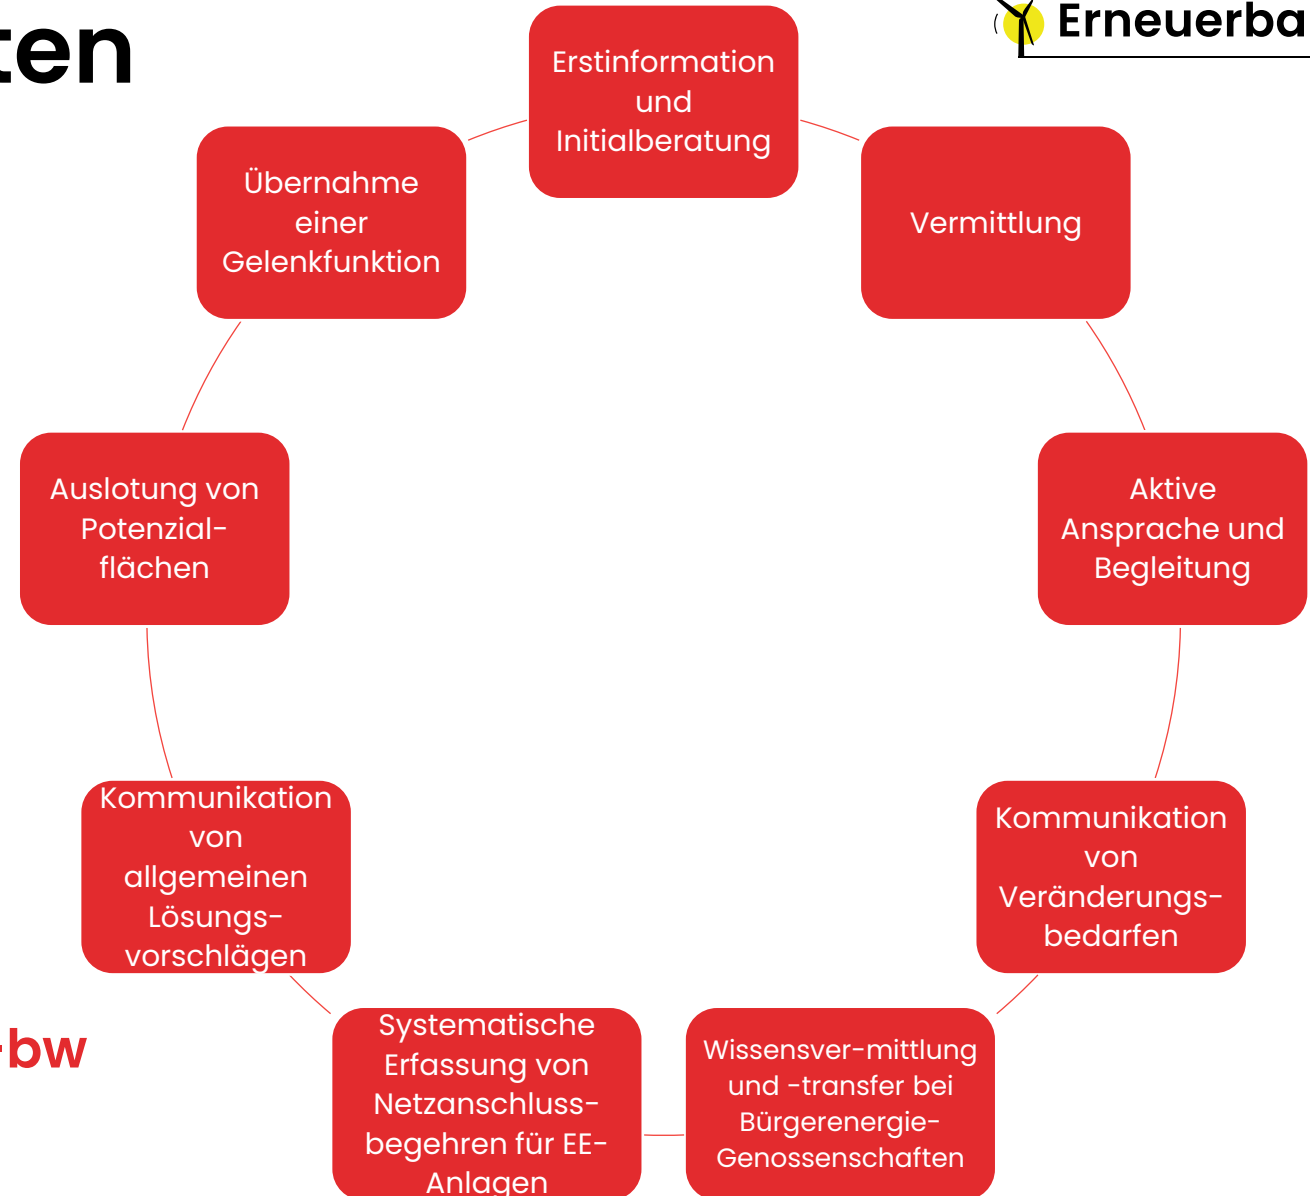 ten
Erneuerba
Erstinformation
und
Initialberatung
Vermittlung
Aktive
Ansprache und
Begleitung
Kommunikation
von
Veränderungs-
bedarfen
Wissensver-mittlung
und -transfer bei
Bürgerenergie-
Genossenschaften
Systematische
Erfassung von
Netzanschluss-
begehren für EE-
Anlagen
Kommunikation
von
allgemeinen
Lösungs-
vorschlägen
Auslotung von
Potenzial-
flächen
Übernahme
einer
Gelenkfunktion
-bw